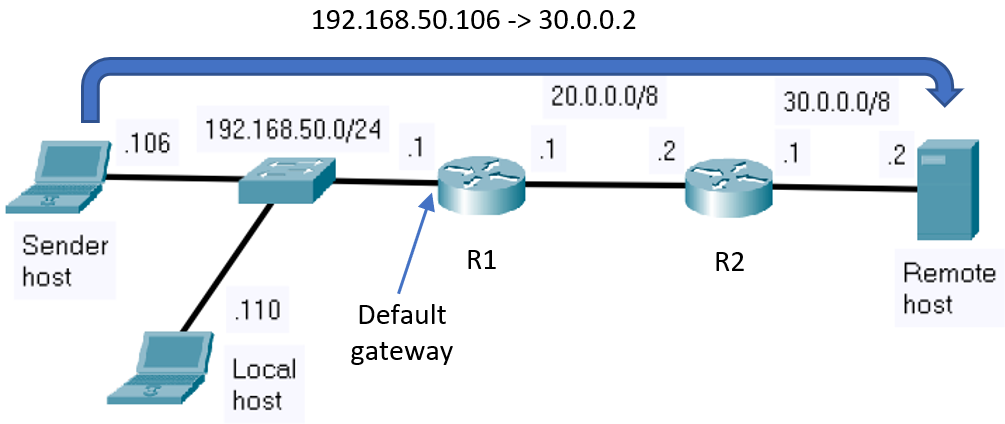 192.168.50.106 -> 30.0.0.2
20.0.0.0/8
30.0.0.0/8
.106
192.168.50.0/24
.1
.1
.2
.1
.2
Sender
host
R1
R2
Remote
host
Default
gateway
.110
Local
host